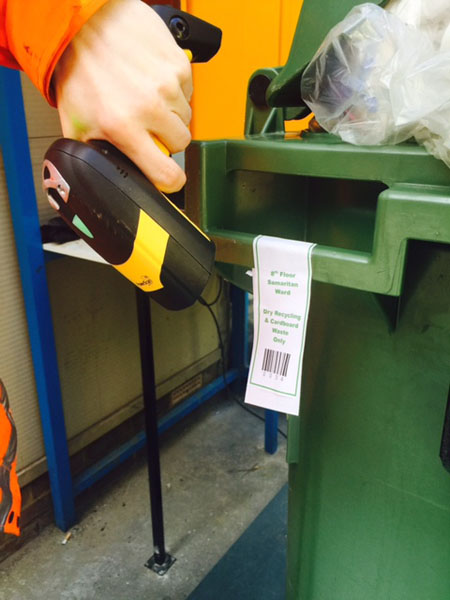 8th Floor
Samaritan
Ward
Dry Recycling
& Cardboard
Waste
Only